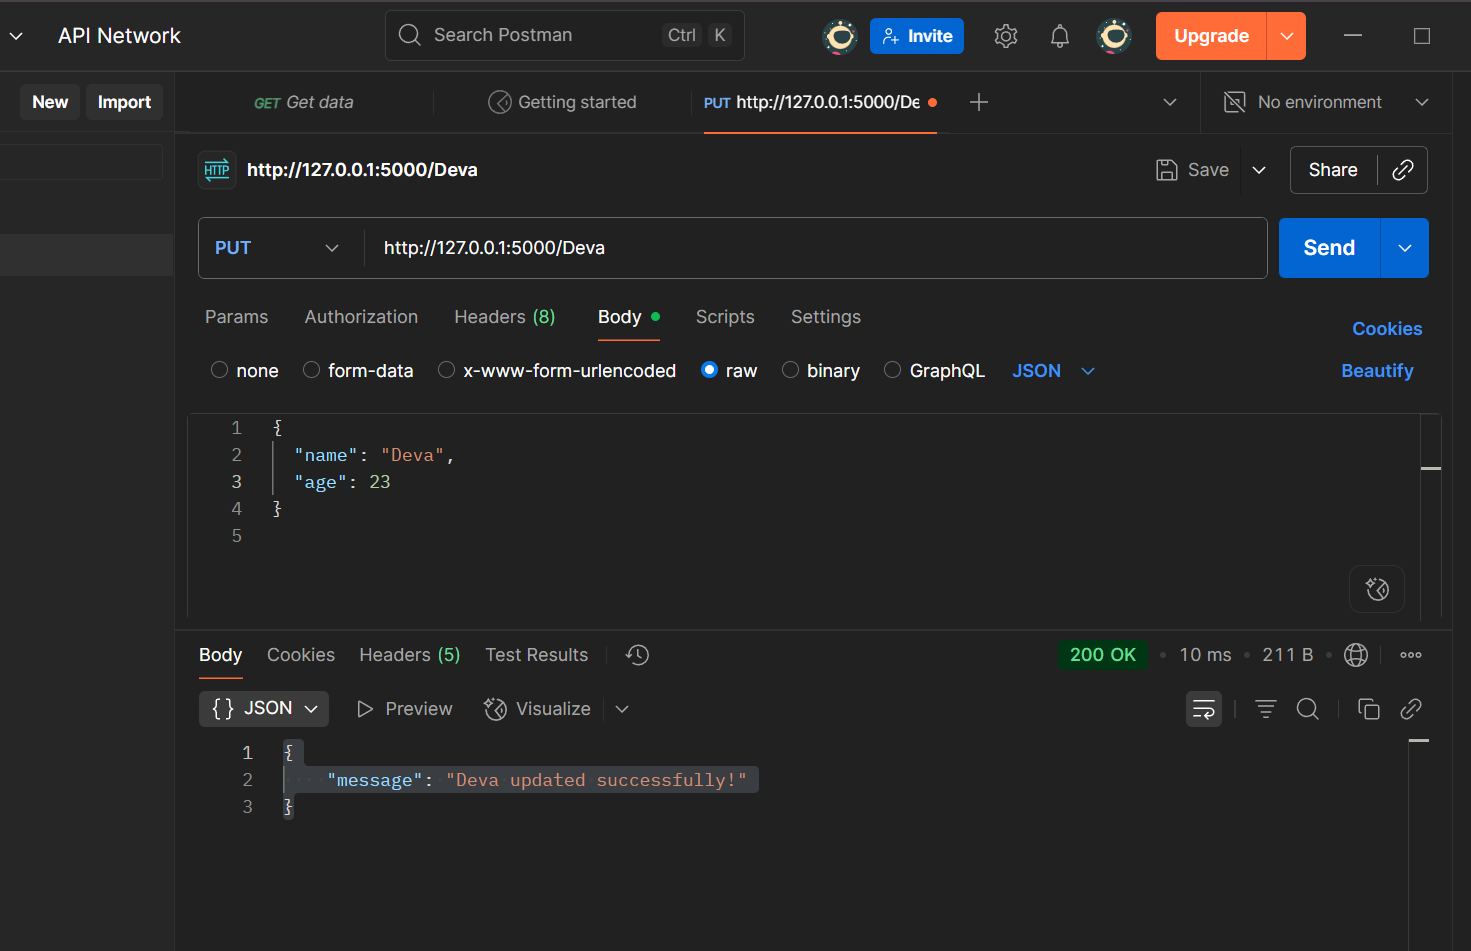 API Network
Search Postman
Ctrl K
Invite
Upgrade
New
Import
GET Get data
Getting started
PUT http://127.0.0.1:5000/De
No environment
HTTP
http://127.0.0.1:5000/Deva
Save
Share
PUT
http://127.0.0.1:5000/Deva
Send
Params
Authorization
Headers (8)
Body
Scripts
Settings
Cookies
none
form-data
x-www-form-urlencoded
raw
binary
GraphQL
JSON
Beautify
1 {
2 "name": "Deva",
3 "age": 23
4 }
5
Body
Cookies
Headers (5)
Test Results
200 OK
10 ms
211 B
{} JSON
Preview
Visualize
1 {
2 "message": "Deva updated successfully!"
3 }